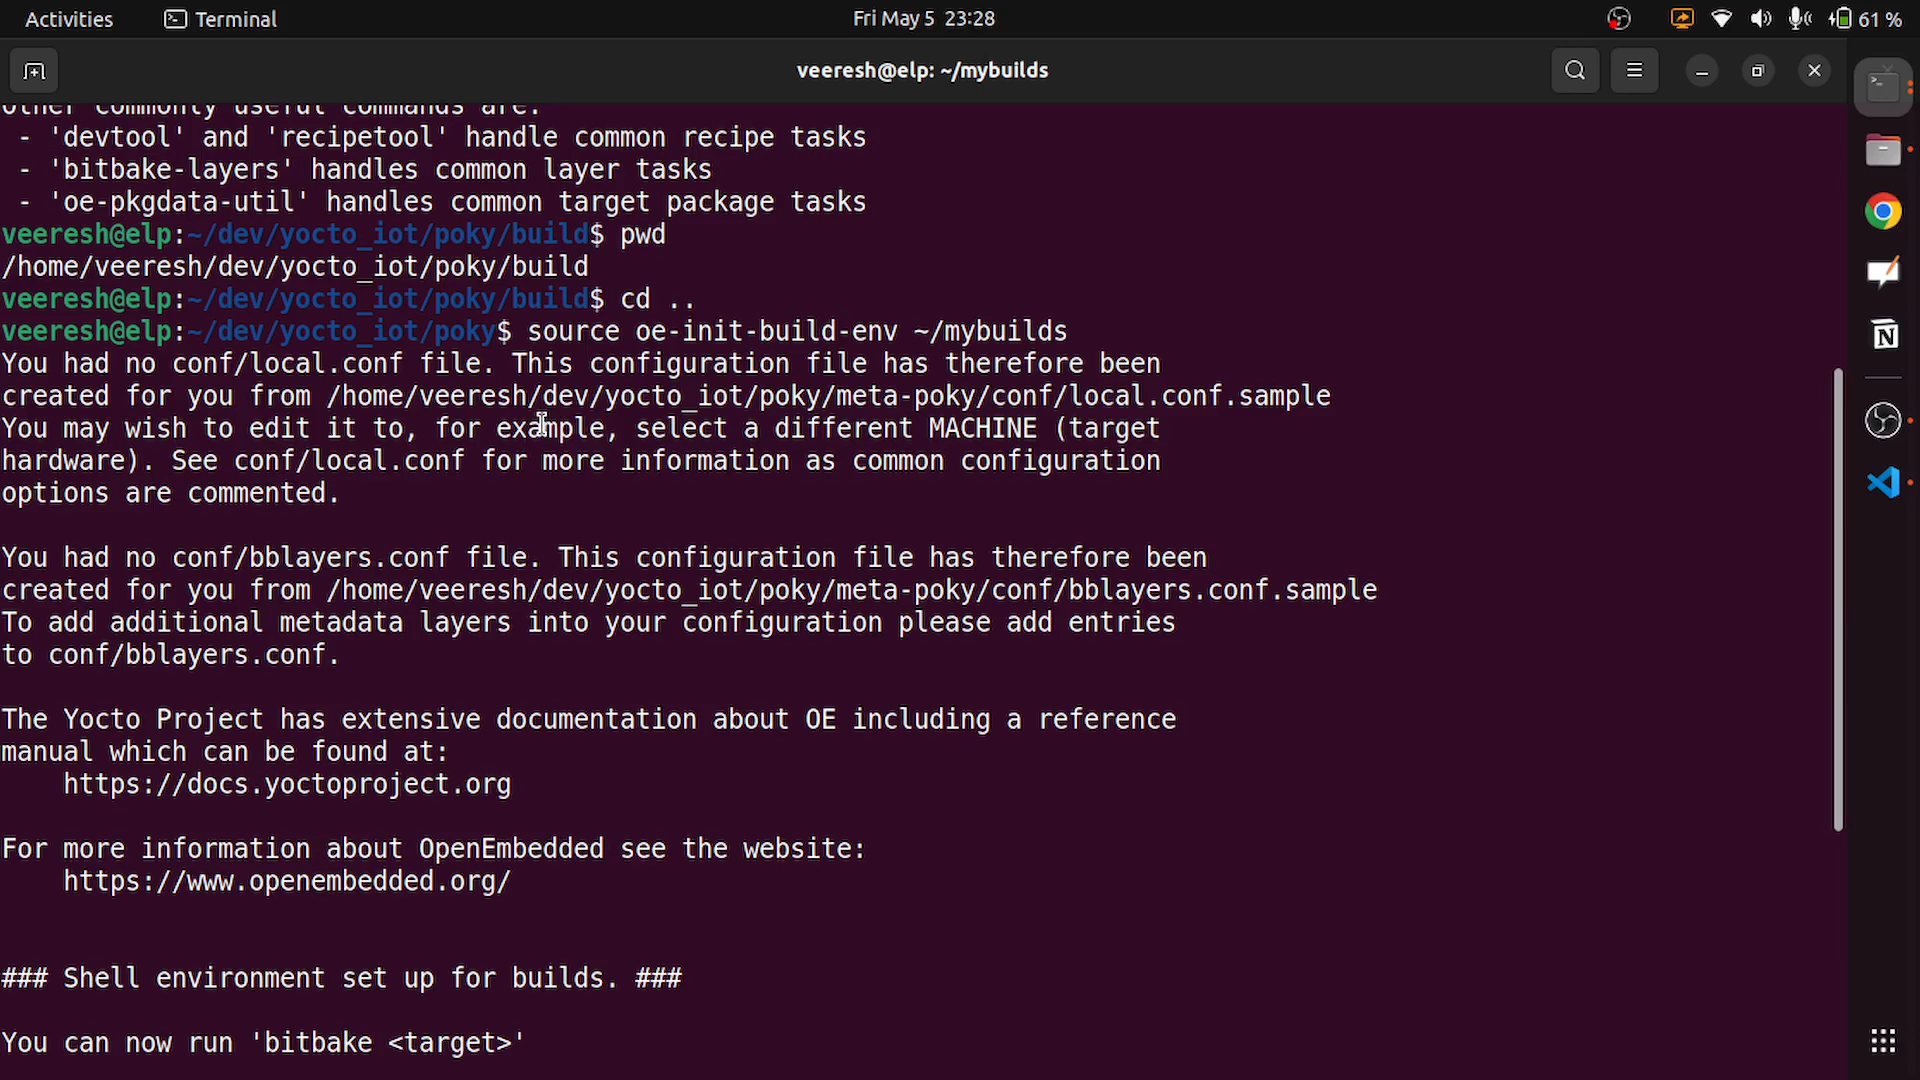 Activities
Terminal
Fri May 5 23:28
61 %
veeresh@elp: ~/mybuilds
Other commonly useful commands are:
- 'devtool' and 'recipetool' handle common recipe tasks
- 'bitbake-layers' handles common layer tasks
- 'oe-pkgdata-util' handles common target package tasks
veeresh@elp:~/dev/yocto_iot/poky/build$ pwd
/home/veeresh/dev/yocto_iot/poky/build
veeresh@elp:~/dev/yocto_iot/poky/build$ cd ..
veeresh@elp:~/dev/yocto_iot/poky$ source oe-init-build-env ~/mybuilds
You had no conf/local.conf file. This configuration file has therefore been
created for you from /home/veeresh/dev/yocto_iot/poky/meta-poky/conf/local.conf.sample
You may wish to edit it to, for example, select a different MACHINE (target
hardware). See conf/local.conf for more information as common configuration
options are commented.
You had no conf/bblayers.conf file. This configuration file has therefore been
created for you from /home/veeresh/dev/yocto_iot/poky/meta-poky/conf/bblayers.conf.sample
To add additional metadata layers into your configuration please add entries
to conf/bblayers.conf.
The Yocto Project has extensive documentation about OE including a reference
manual which can be found at:
https://docs.yoctoproject.org
For more information about OpenEmbedded see the website:
https://www.openembedded.org/
### Shell environment set up for builds. ###
You can now run 'bitbake <target>'